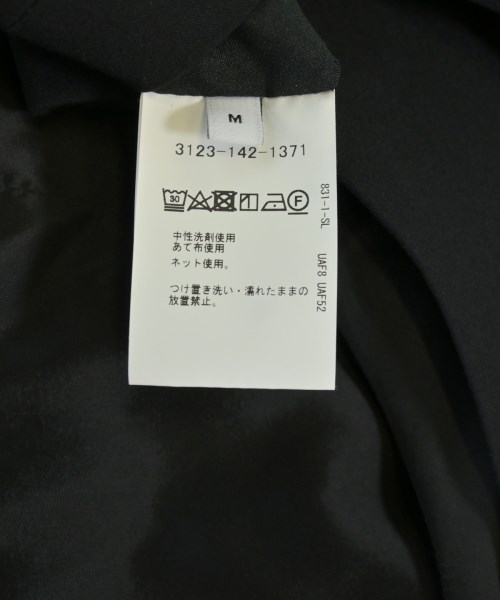 M
3123-142-1371
30 F
中性洗剤使用
あて布使用
ネット使用。
つけ置き洗い・濡れたままの
放置禁止。
831-1-SL UAF8 UAF52